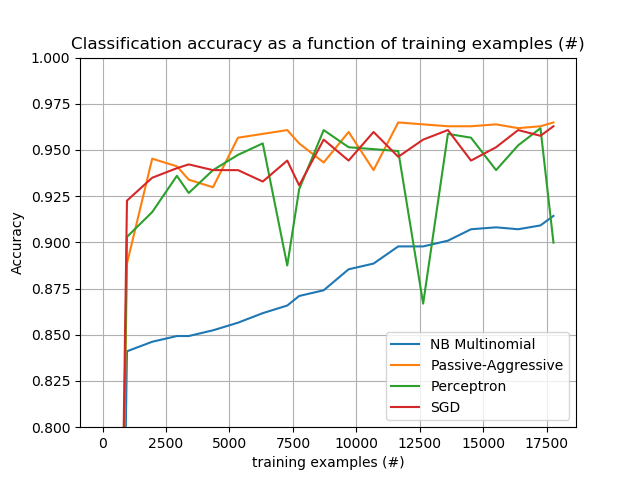 Classification accuracy as a function of training examples (#)
1.000
0.975
0.950
0.925
0.900
0.875
0.850
0.825
0.800
Accuracy
NB Multinomial
Passive-Aggressive
Perceptron
SGD
0 2500 5000 7500 10000 12500 15000 17500
training examples (#)